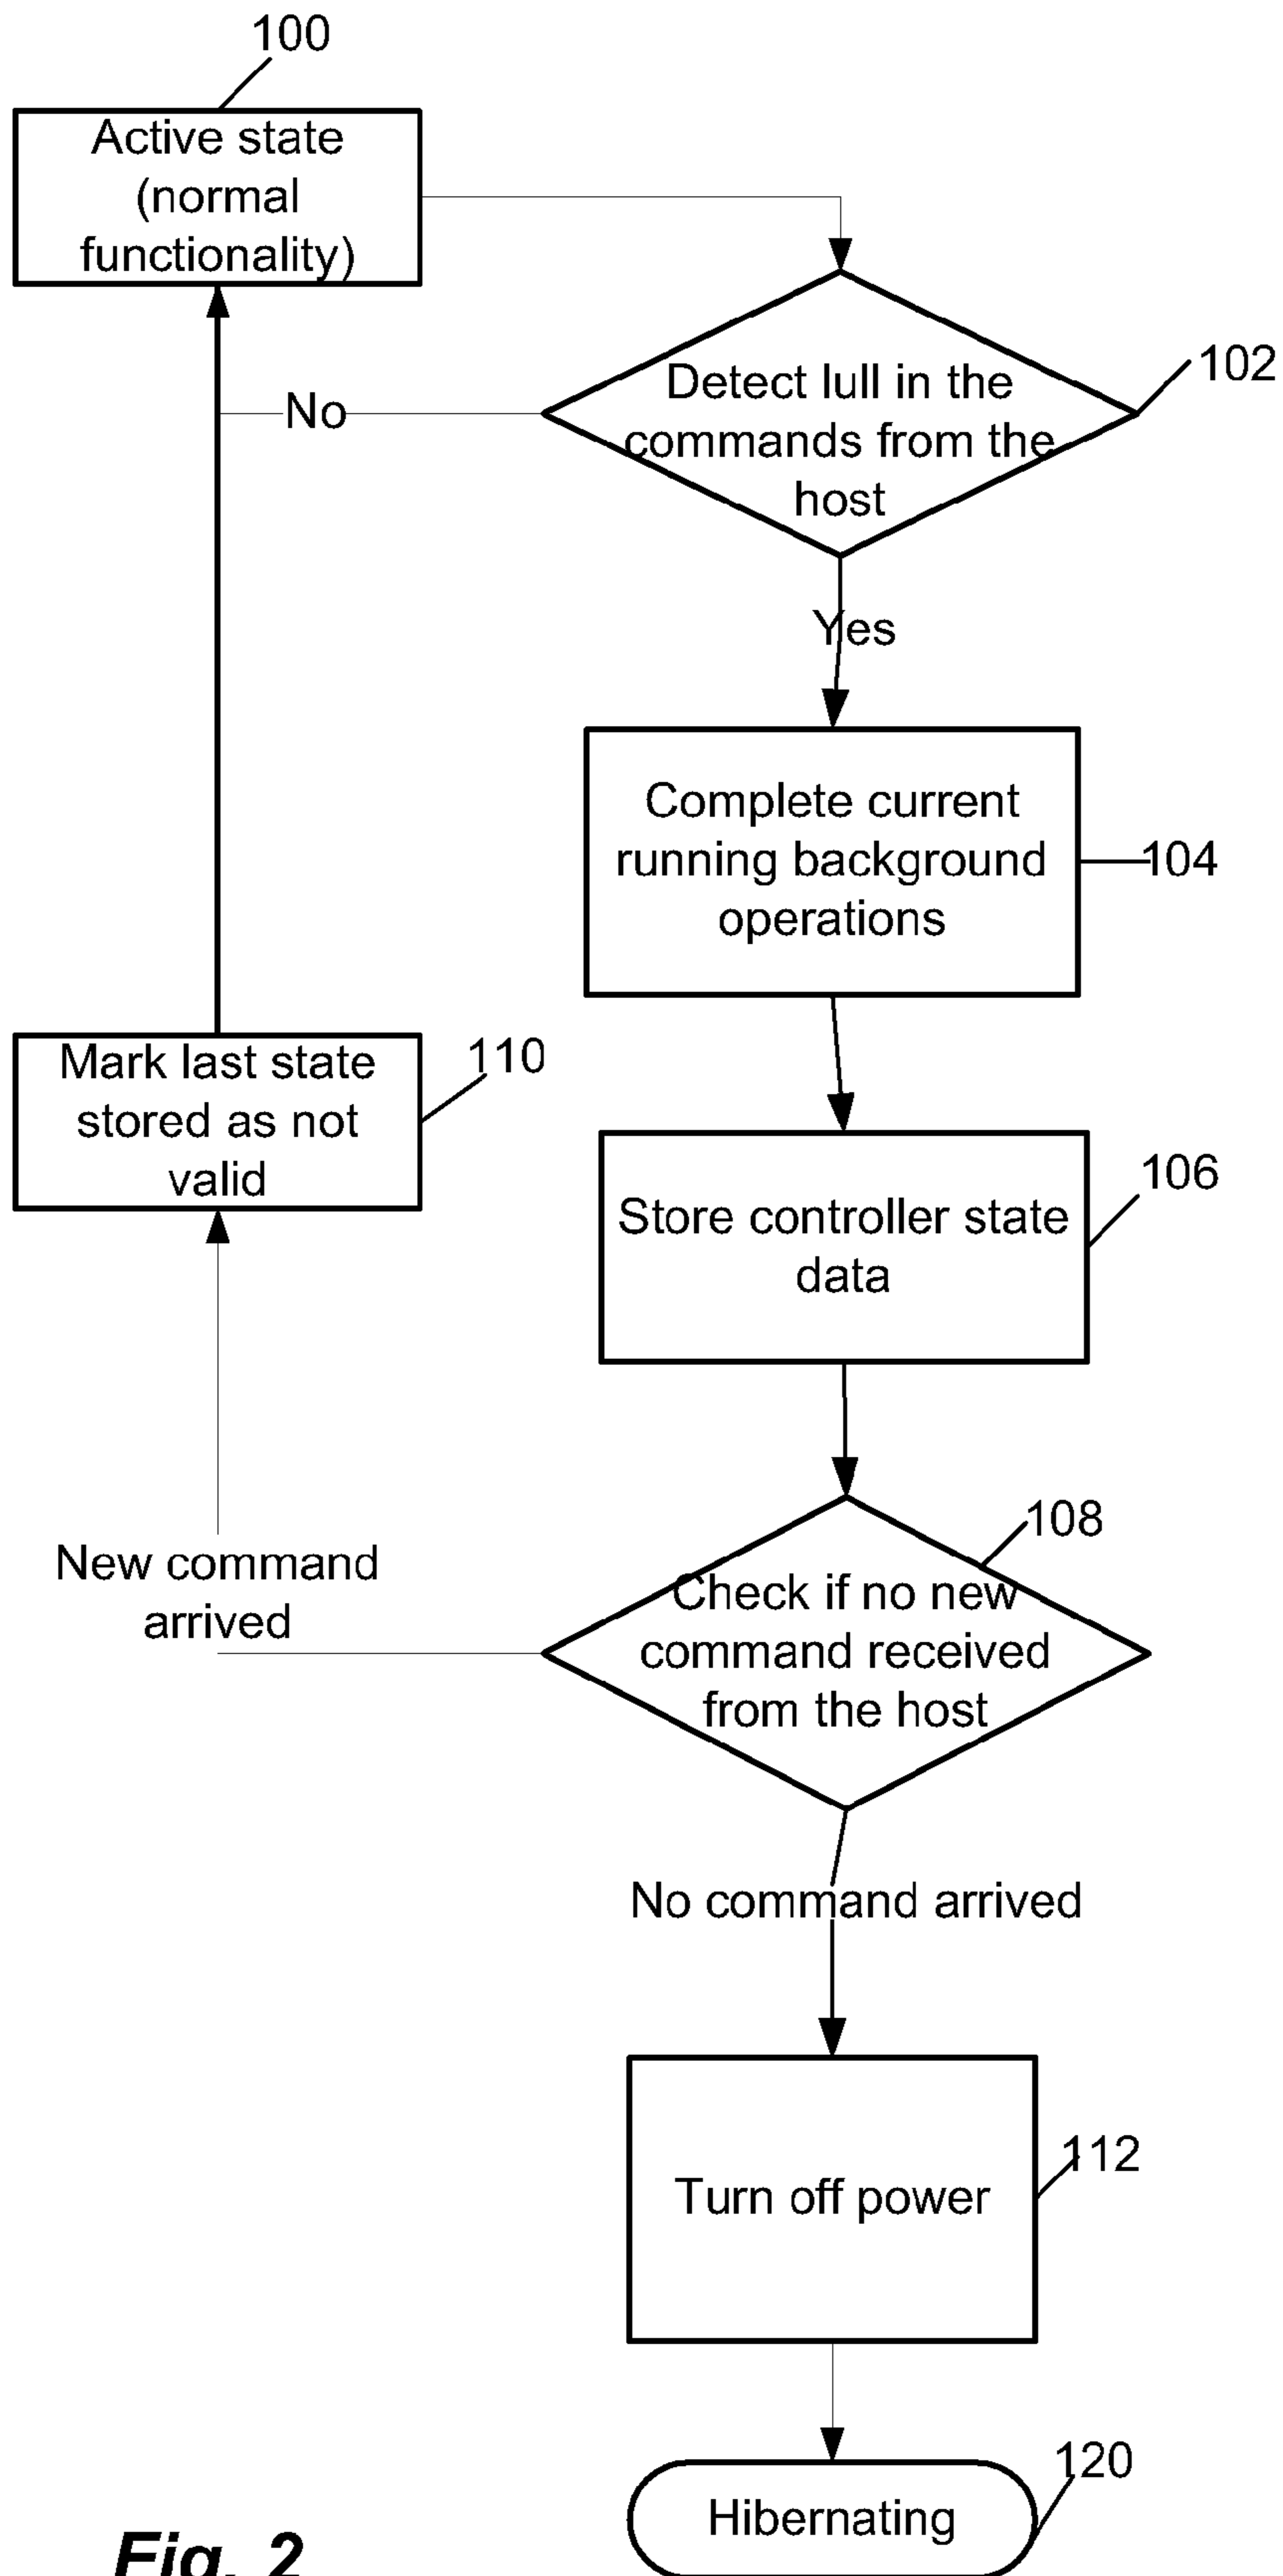 100
Active state
(normal
functionality)
102
Detect lull in the
commands from the
host
No
Yes
Complete current
running background
operations
104
Mark last state
stored as not
valid
110
106
Store controller state
data
108
New command
arrived
Check if no new
command received
from the host
No command arrived
112
Turn off power
120
Hibernating
Fig. 2